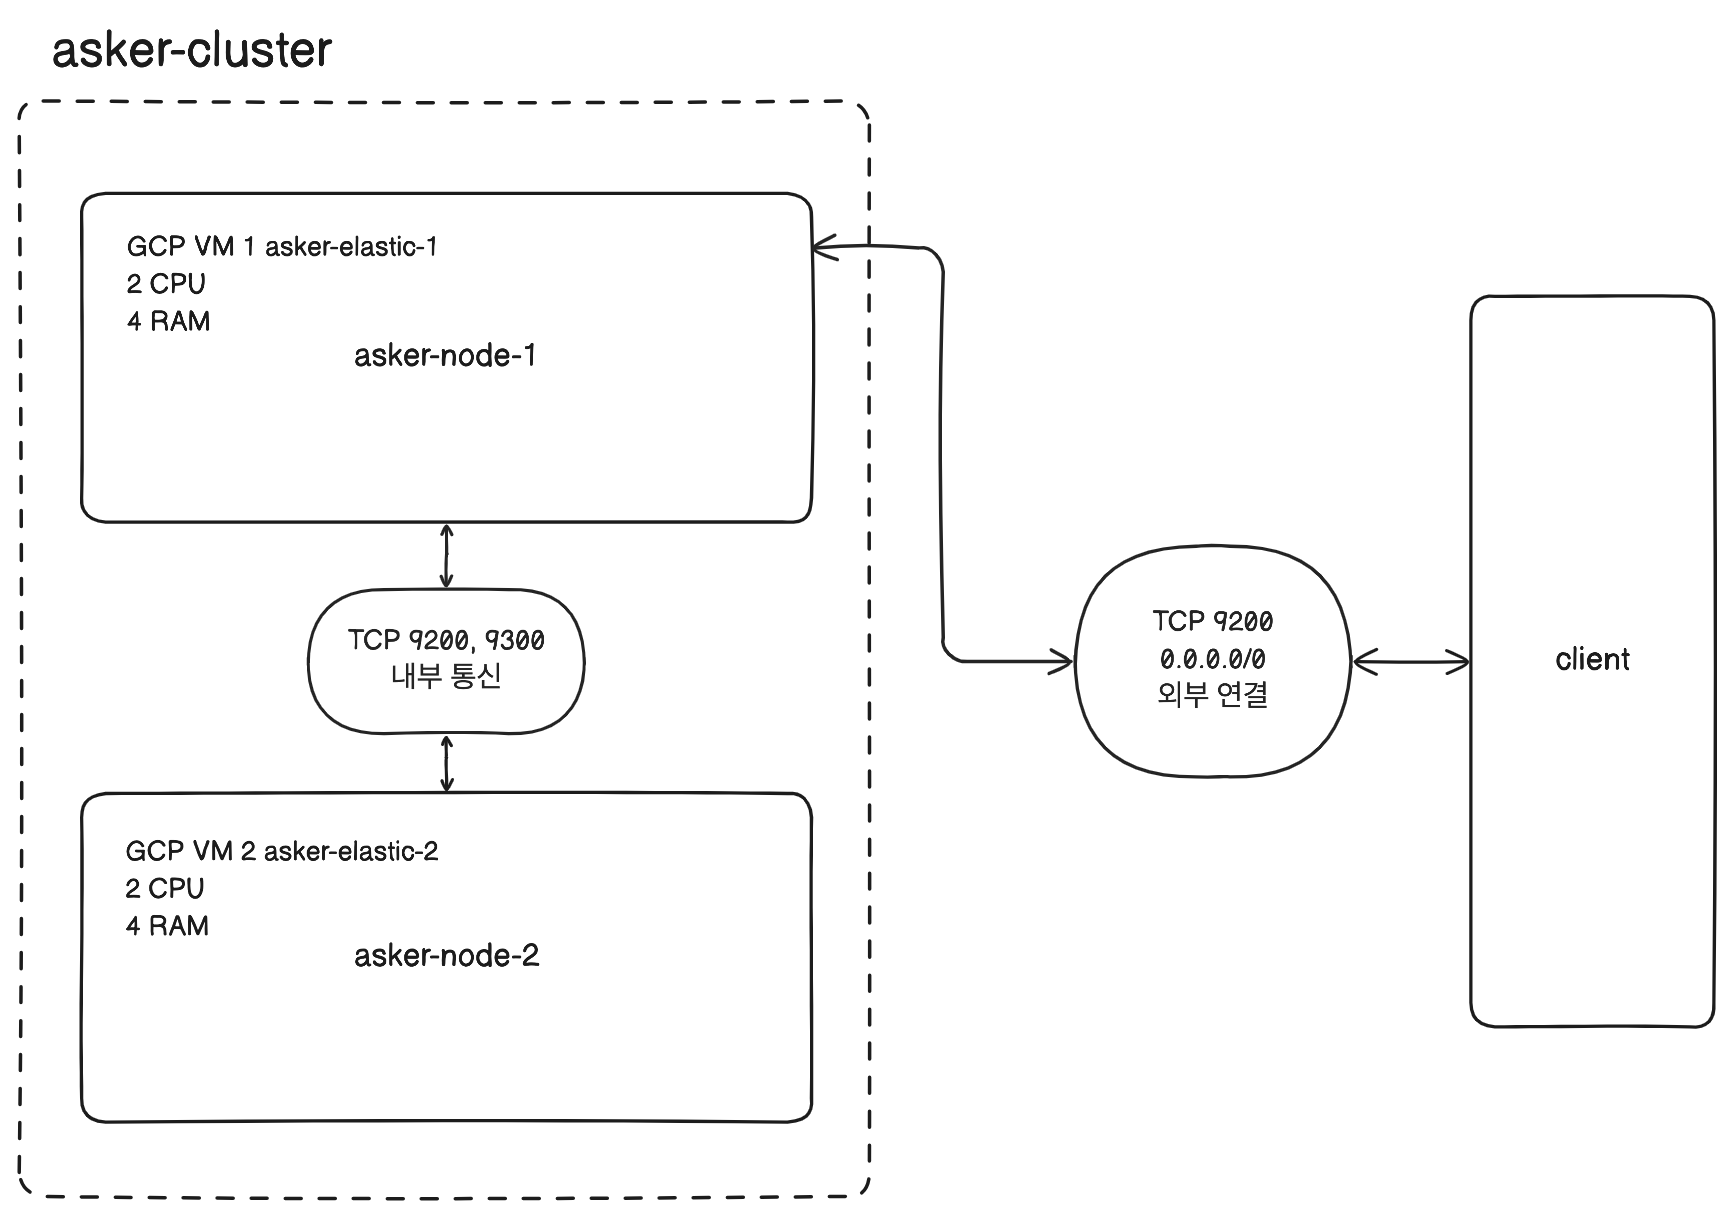 asker-cluster
GCP VM 1 asker-elastic-1
2 CPU
4 RAM
asker-node-1
TCP 9200, 9300
내부 통신
GCP VM 2 asker-elastic-2
2 CPU
4 RAM
asker-node-2
TCP 9200
0.0.0.0/0
외부 연결
client